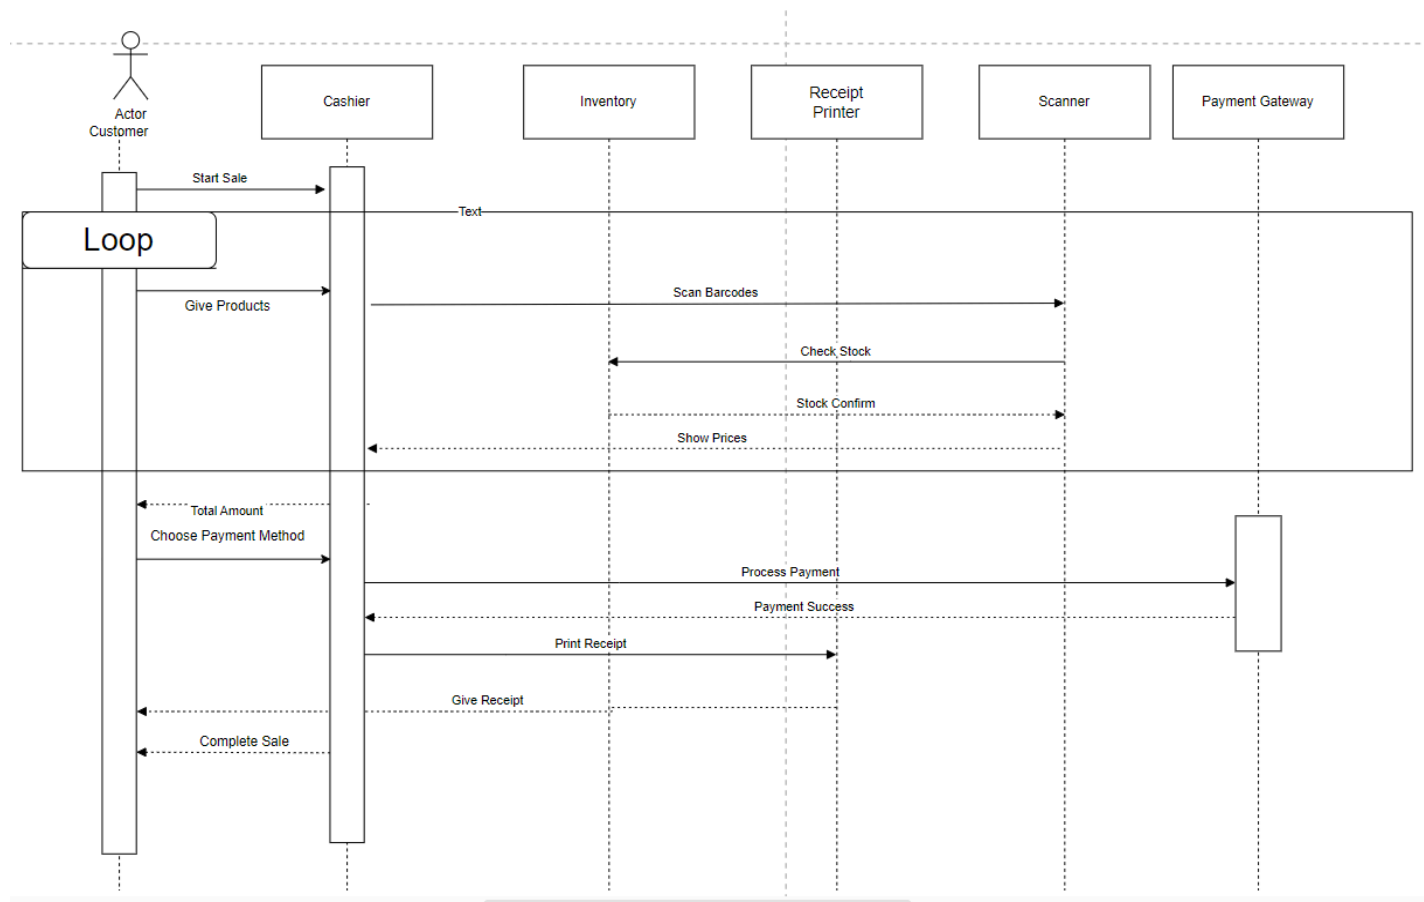 Actor
Customer
Cashier
Inventory
Receipt
Printer
Scanner
Payment Gateway
Start Sale
Text
Loop
Give Products
Scan Barcodes
Check Stock
Stock Confirm
Show Prices
Total Amount
Choose Payment Method
Process Payment
Payment Success
Print Receipt
Give Receipt
Complete Sale